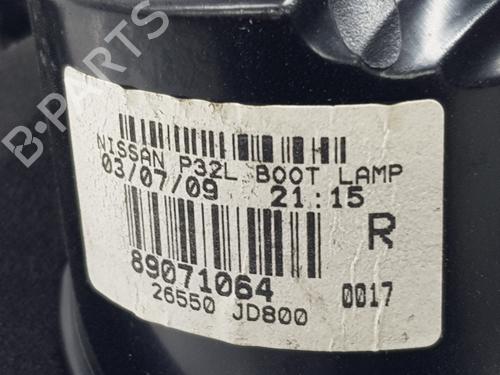 B-PARTS
NISSAN P32L BOOT LAMP
03/07/09 21:15
R
89071064
26550 JD800 0017